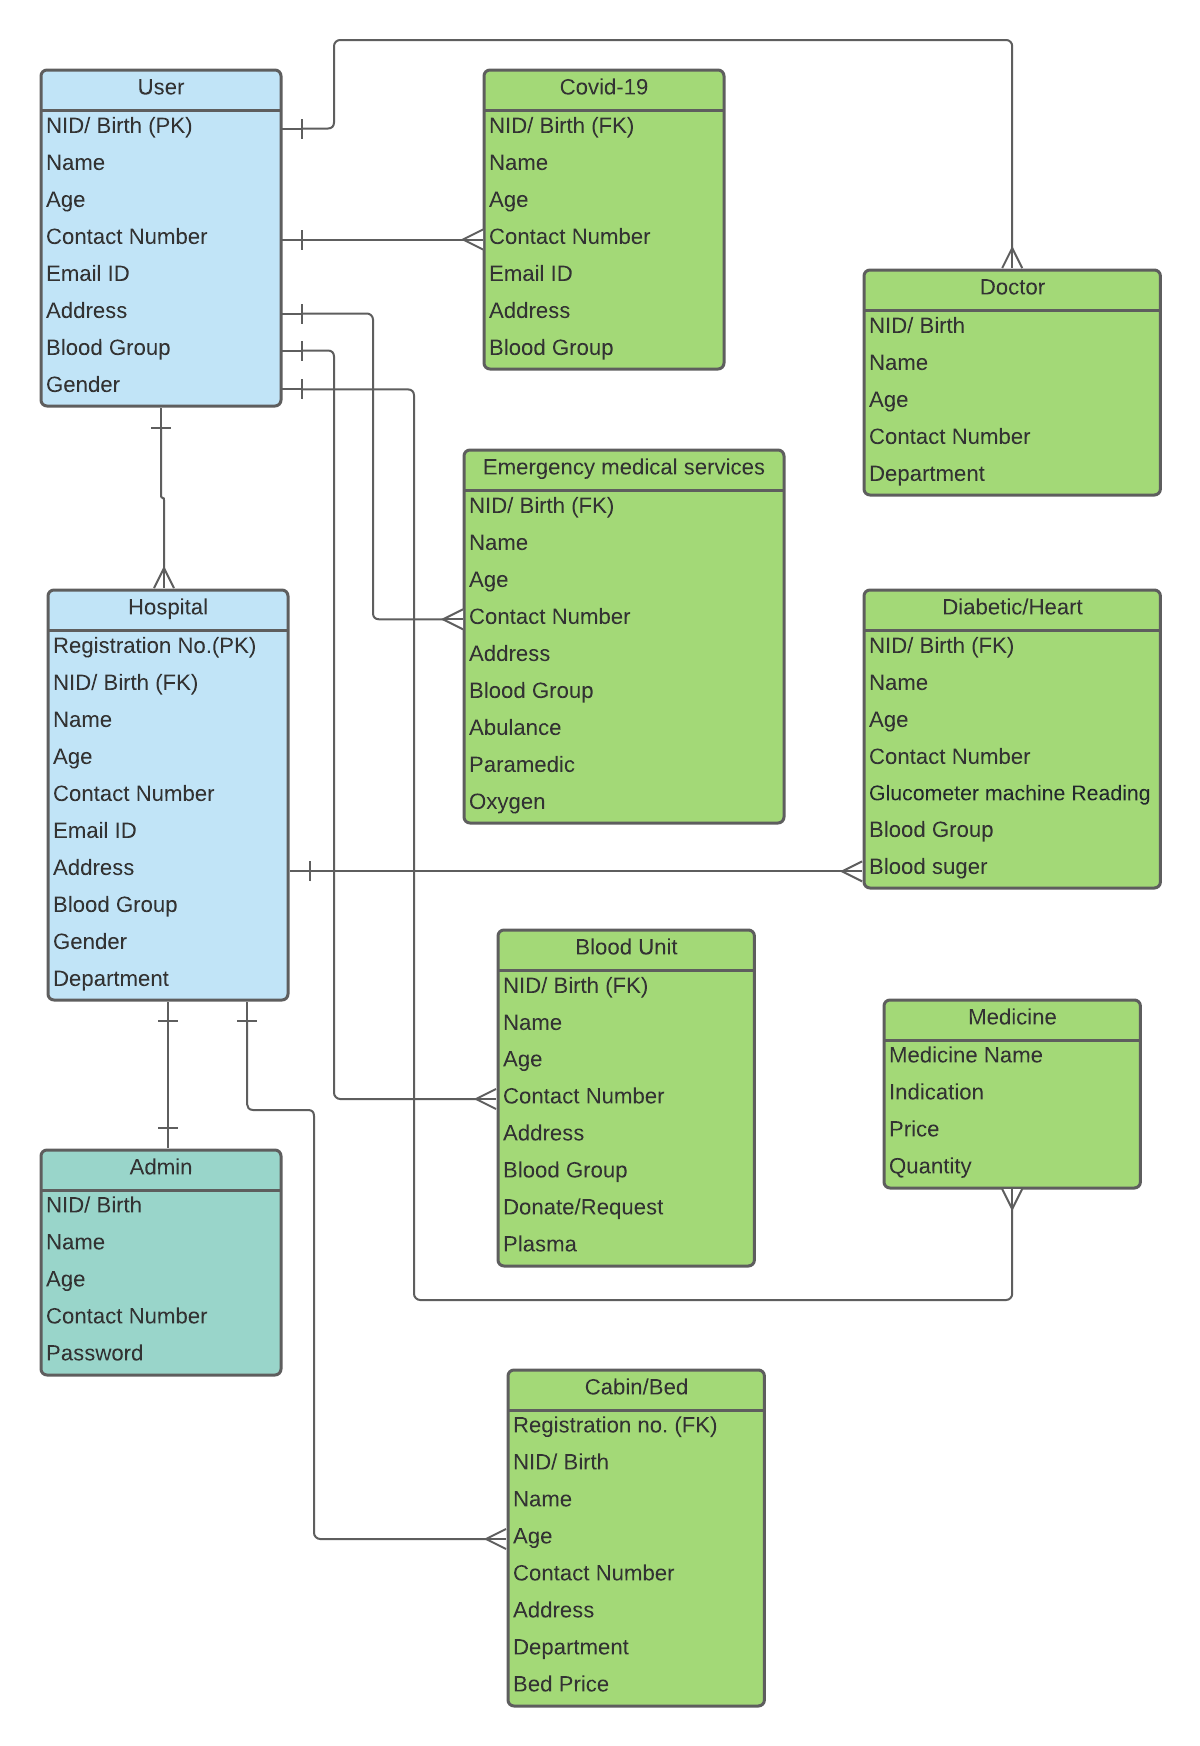 User
NID/ Birth (PK)
Name
Age
Contact Number
Email ID
Address
Blood Group
Gender
Covid-19
NID/ Birth (FK)
Name
Age
Contact Number
Email ID
Address
Blood Group
Doctor
NID/ Birth
Name
Age
Contact Number
Department
Emergency medical services
NID/ Birth (FK)
Name
Age
Contact Number
Address
Blood Group
Abulance
Paramedic
Oxygen
Hospital
Registration No.(PK)
NID/ Birth (FK)
Name
Age
Contact Number
Email ID
Address
Blood Group
Gender
Department
Diabetic/Heart
NID/ Birth (FK)
Name
Age
Contact Number
Glucometer machine Reading
Blood Group
Blood suger
Blood Unit
NID/ Birth (FK)
Name
Age
Contact Number
Address
Blood Group
Donate/Request
Plasma
Medicine
Medicine Name
Indication
Price
Quantity
Admin
NID/ Birth
Name
Age
Contact Number
Password
Cabin/Bed
Registration no. (FK)
NID/ Birth
Name
Age
Contact Number
Address
Department
Bed Price